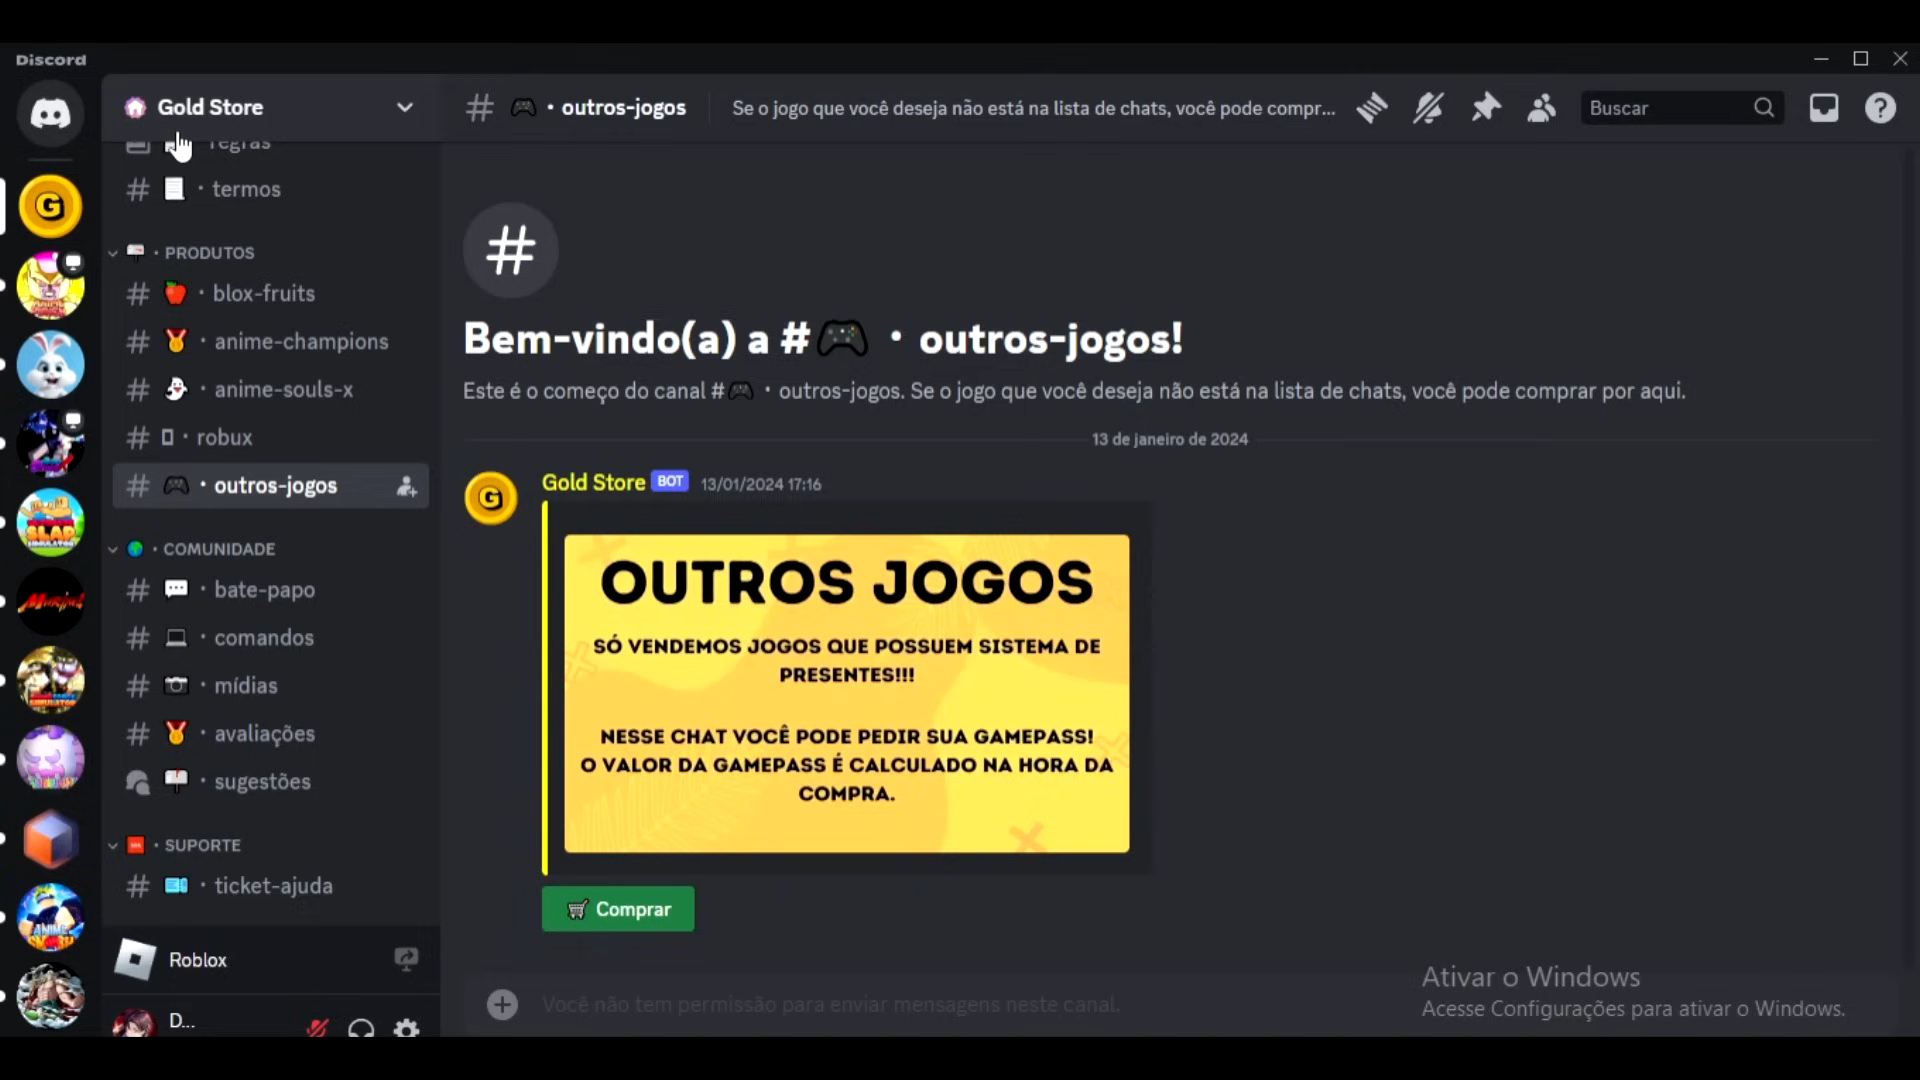 Discord
Gold Store
regras
termos
PRODUTOS
blox-fruits
anime-champions
anime-souls-x
robux
outros-jogos
COMUNIDADE
bate-papo
comandos
mídias
avaliações
sugestões
SUPORTE
ticket-ajuda
Roblox
D...
# 🎮 • outros-jogos
Se o jogo que você deseja não está na lista de chats, você pode compr...
Buscar
Bem-vindo(a) a #🎮 • outros-jogos!
Este é o começo do canal #🎮 • outros-jogos. Se o jogo que você deseja não está na lista de chats, você pode comprar por aqui.
13 de janeiro de 2024
Gold Store BOT 13/01/2024 17:16
OUTROS JOGOS
SÓ VENDEMOS JOGOS QUE POSSUEM SISTEMA DE
PRESENTES!!!
NESSE CHAT VOCÊ PODE PEDIR SUA GAMEPASS!
O VALOR DA GAMEPASS É CALCULADO NA HORA DA
COMPRA.
Comprar
Você não tem permissão para enviar mensagens neste canal.
Ativar o Windows
Acesse Configurações para ativar o Windows.